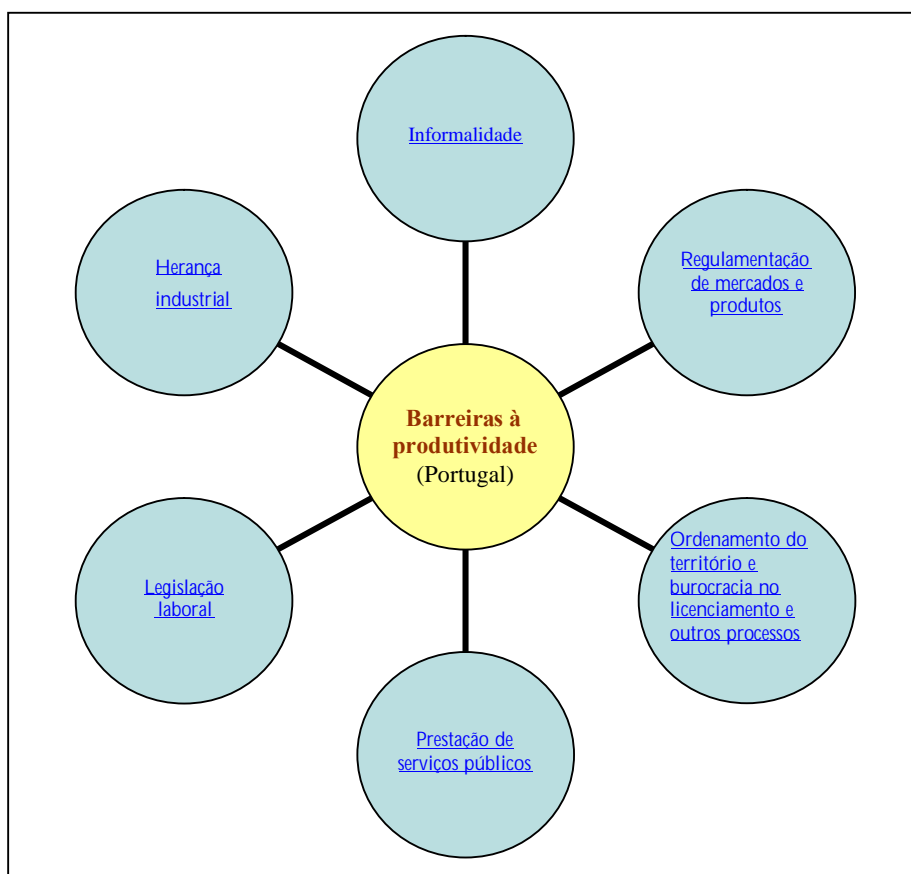 Informalidade
Herança
industrial
Regulamentação
de mercados e
produtos
Barreiras à
produtividade
(Portugal)
Legislação
laboral
Ordenamento do
território e
burocracia no
licenciamento e
outros processos
Prestação de
serviços públicos